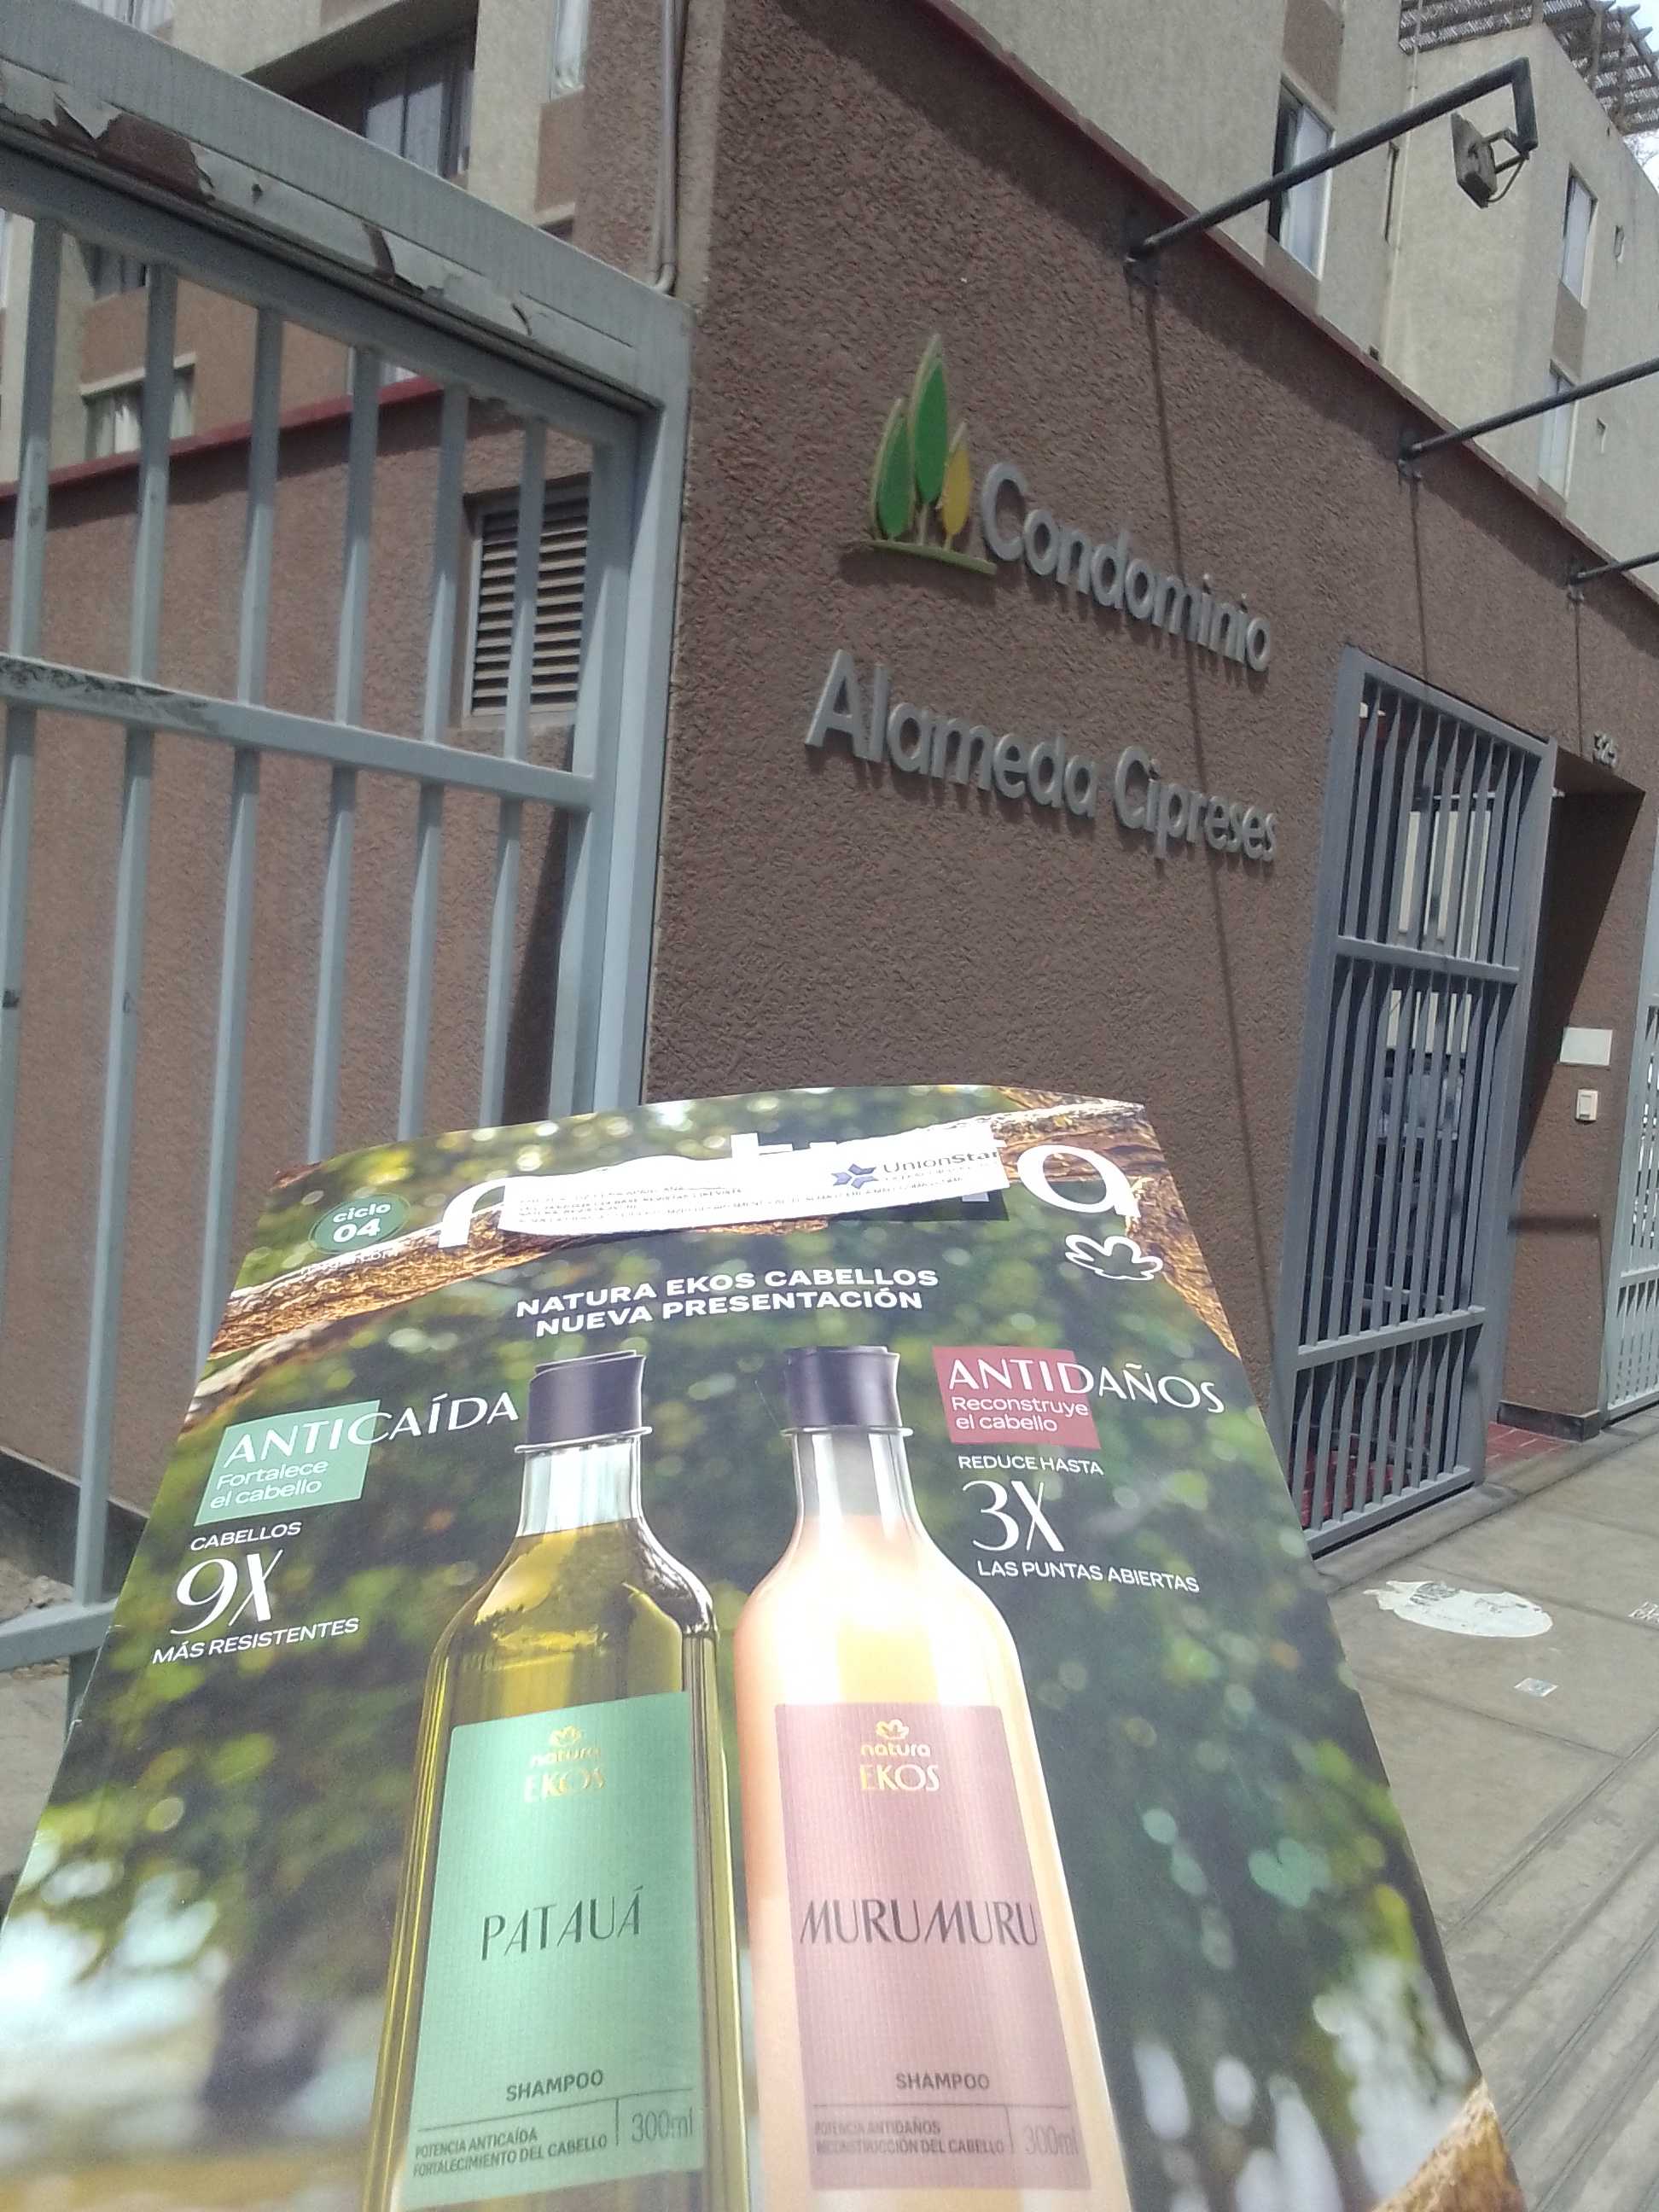 Condominio
Alameda Cipreses
325
UnionStar
ciclo
04
NATURA EKOS CABELLOS
NUEVA PRESENTACIÓN
ANTICAÍDA
Fortalece
el cabello
CABELLOS
9X
MÁS RESISTENTES
ANTIDAÑOS
Reconstruye
el cabello
REDUCE HASTA
3X
LAS PUNTAS ABIERTAS
natura
EKOS
PATAUÁ
SHAMPOO
POTENCIA ANTICAÍDA
FORTALECIMIENTO DEL CABELLO
300ml
natura
EKOS
MURUMURU
SHAMPOO
POTENCIA ANTIDAÑOS
RECONSTRUCCIÓN DEL CABELLO
300ml